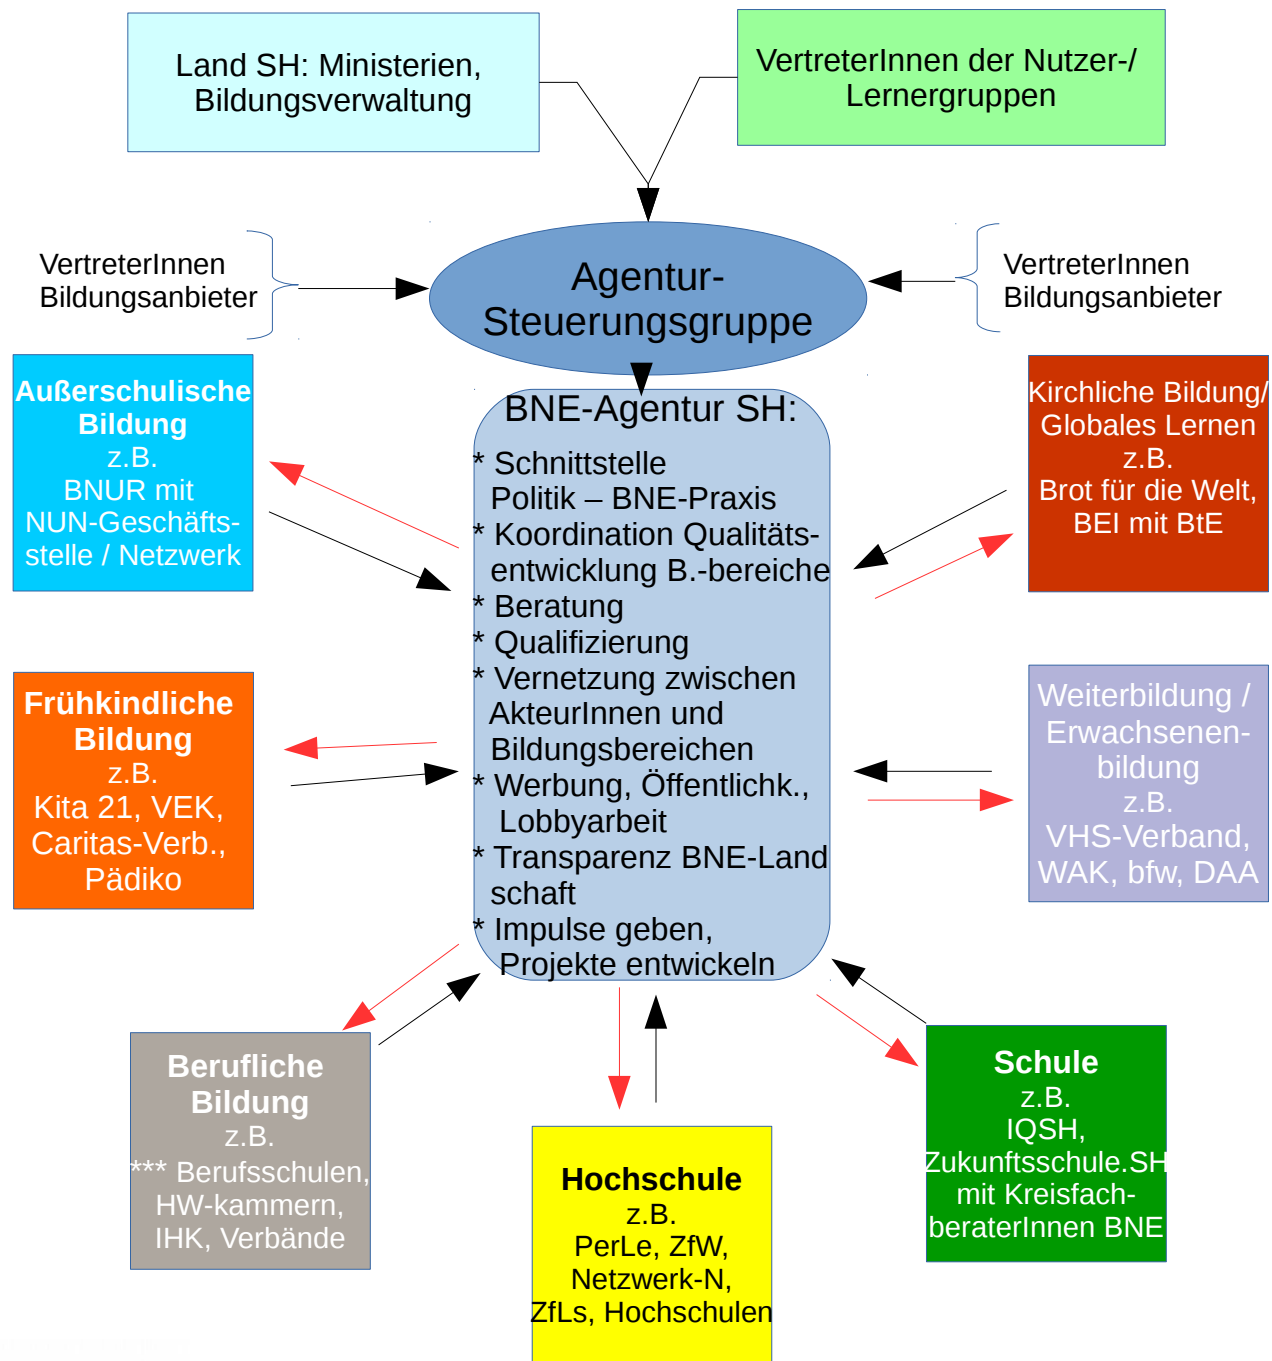 Land SH: Ministerien,
Bildungsverwaltung
VertreterInnen der Nutzer-/
Lernergruppen
VertreterInnen
Bildungsanbieter
Agentur-
Steuerungsgruppe
VertreterInnen
Bildungsanbieter
Außerschulische
Bildung
z.B.
BNUR mit
NUN-Geschäfts-
stelle / Netzwerk
BNE-Agentur SH:
* Schnittstelle
Politik – BNE-Praxis
* Koordination Qualitäts-
entwicklung B.-bereiche
* Beratung
* Qualifizierung
* Vernetzung zwischen
AkteurInnen und
Bildungsbereichen
* Werbung, Öffentlichk.,
Lobbyarbeit
* Transparenz BNE-Land
schaft
* Impulse geben,
Projekte entwickeln
Kirchliche Bildung/
Globales Lernen
z.B.
Brot für die Welt,
BEI mit BtE
Frühkindliche
Bildung
z.B.
Kita 21, VEK,
Caritas-Verb.,
Pädiko
Weiterbildung /
Erwachsenen-
bildung
z.B.
VHS-Verband,
WAK, bfw, DAA
Berufliche
Bildung
z.B.
*** Berufsschulen,
HW-kammern,
IHK, Verbände
Hochschule
z.B.
PerLe, ZfW,
Netzwerk-N,
ZfLs, Hochschulen
Schule
z.B.
IQSH,
Zukunftsschule.SH
mit Kreisfach-
beraterInnen BNE